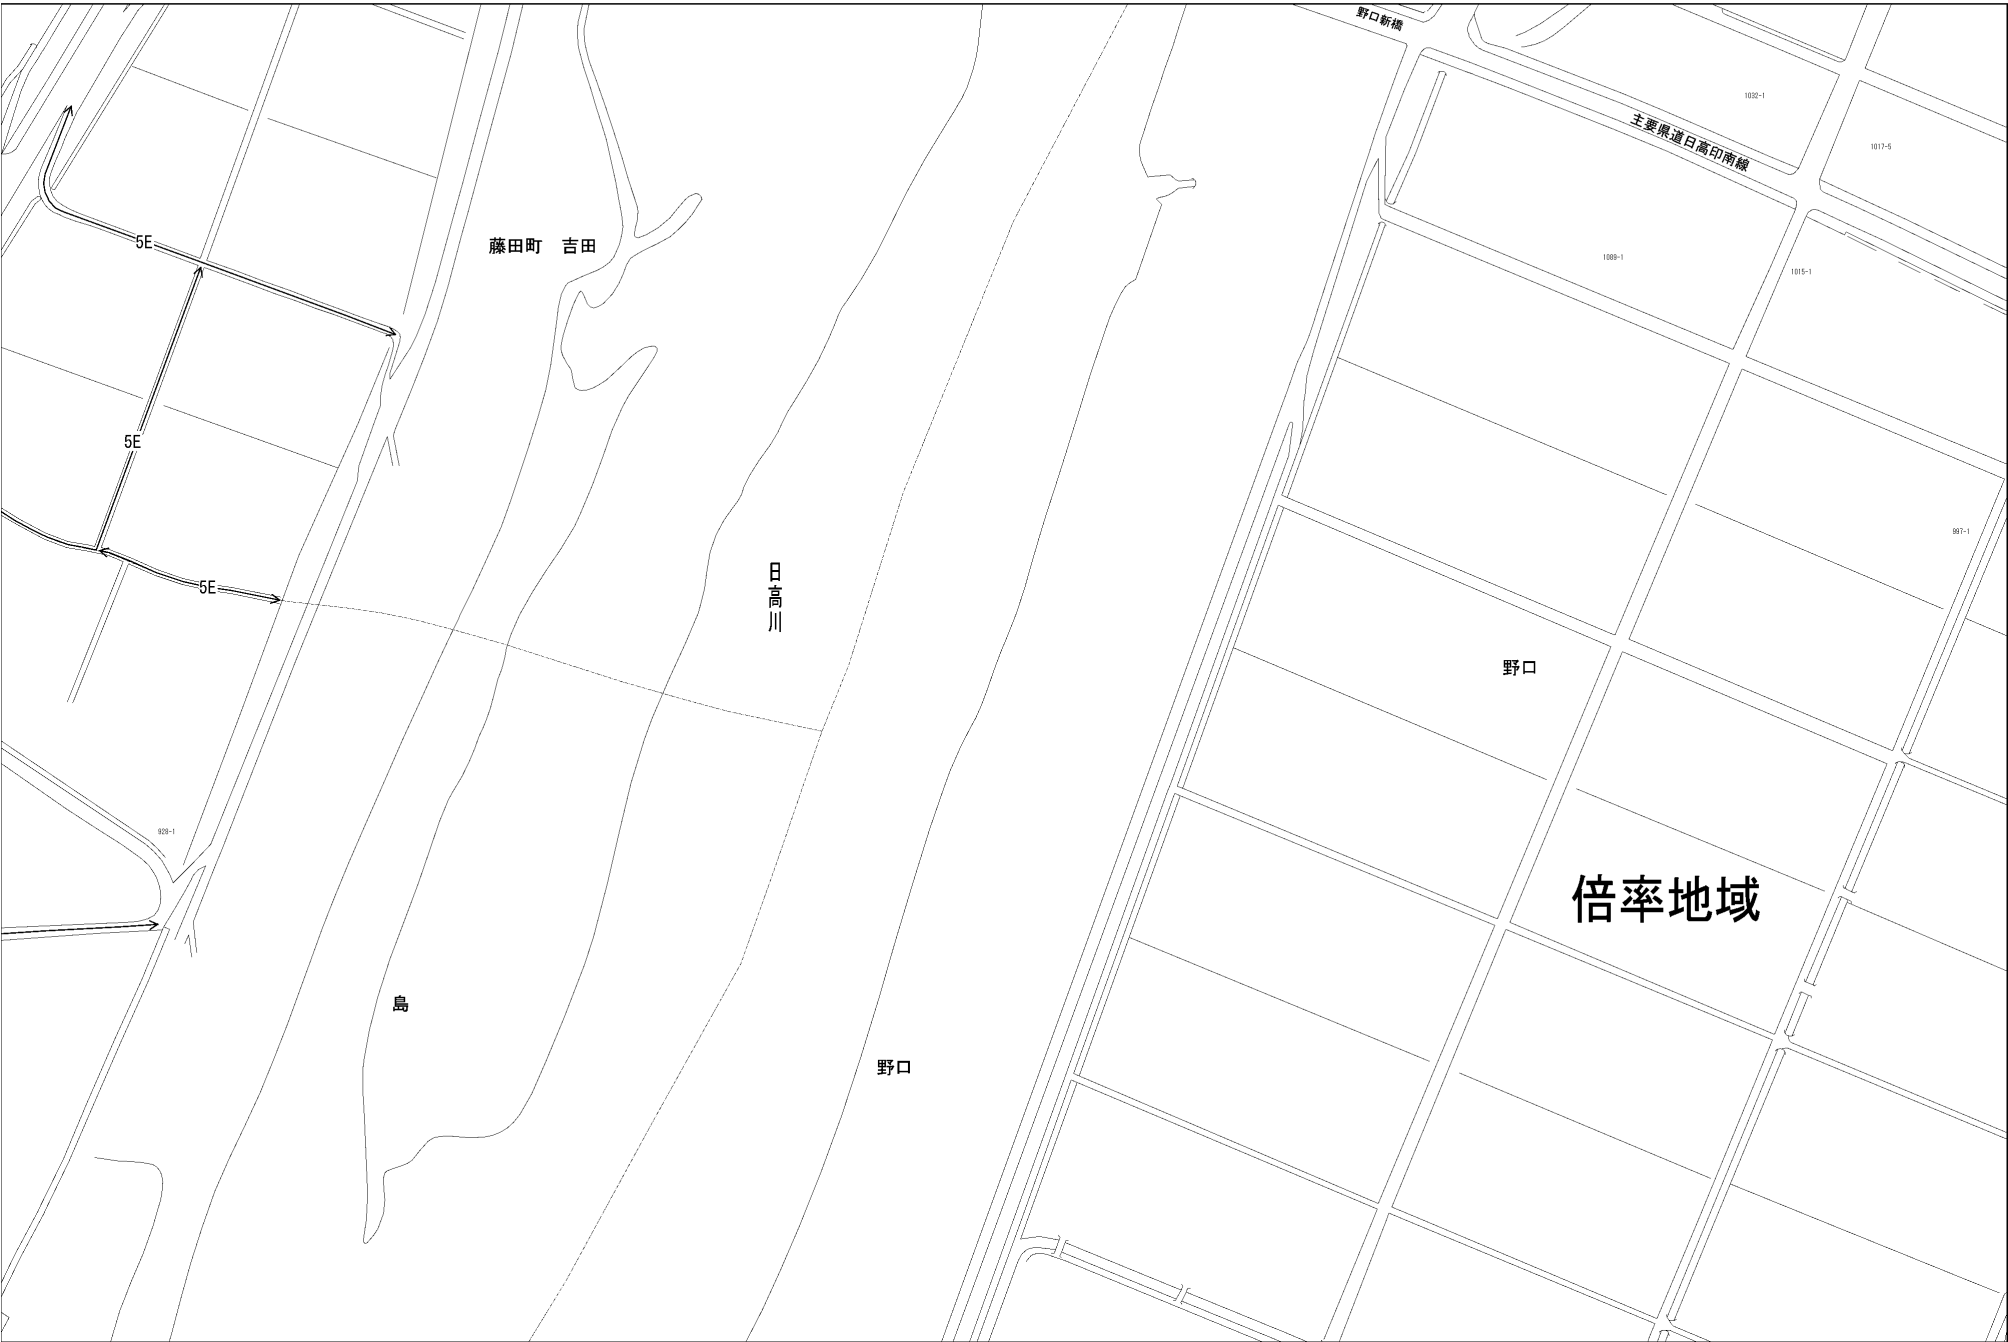 野口新橋
1032-1
主要県道日高印南線
1017-5
5E
藤田町 吉田
1089-1
1015-1
5E
997-1
5E
日高川
野口
928-1
倍率地域
島
野口